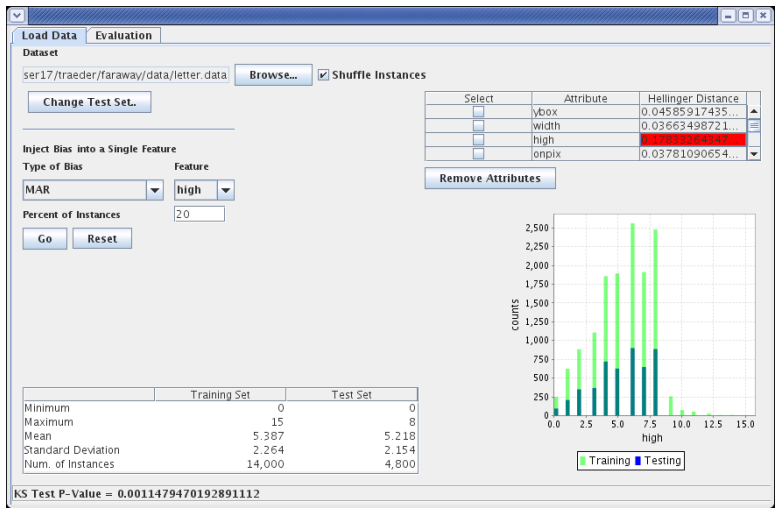 Load Data Evaluation
Dataset
ser17/traeder/faraway/data/letter.data Browse... Shuffle Instances
Change Test Set..
Select Attribute Hellinger Distance
ybox 0.04585917435...
width 0.03663498721...
high 0.17833264347...
onpix 0.03781090654...
Remove Attributes
Inject Bias into a Single Feature
Type of Bias Feature
MAR high
Percent of Instances 20
Go Reset
2,500
2,250
2,000
1,750
1,500
1,250
1,000
750
500
250
0
counts
0.0 2.5 5.0 7.5 10.0 12.5 15.0
high
Training Testing
Training Set Test Set
Minimum 0 0
Maximum 15 8
Mean 5.387 5.218
Standard Deviation 2.264 2.154
Num. of Instances 14,000 4,800
KS Test P-Value = 0.0011479470192891112